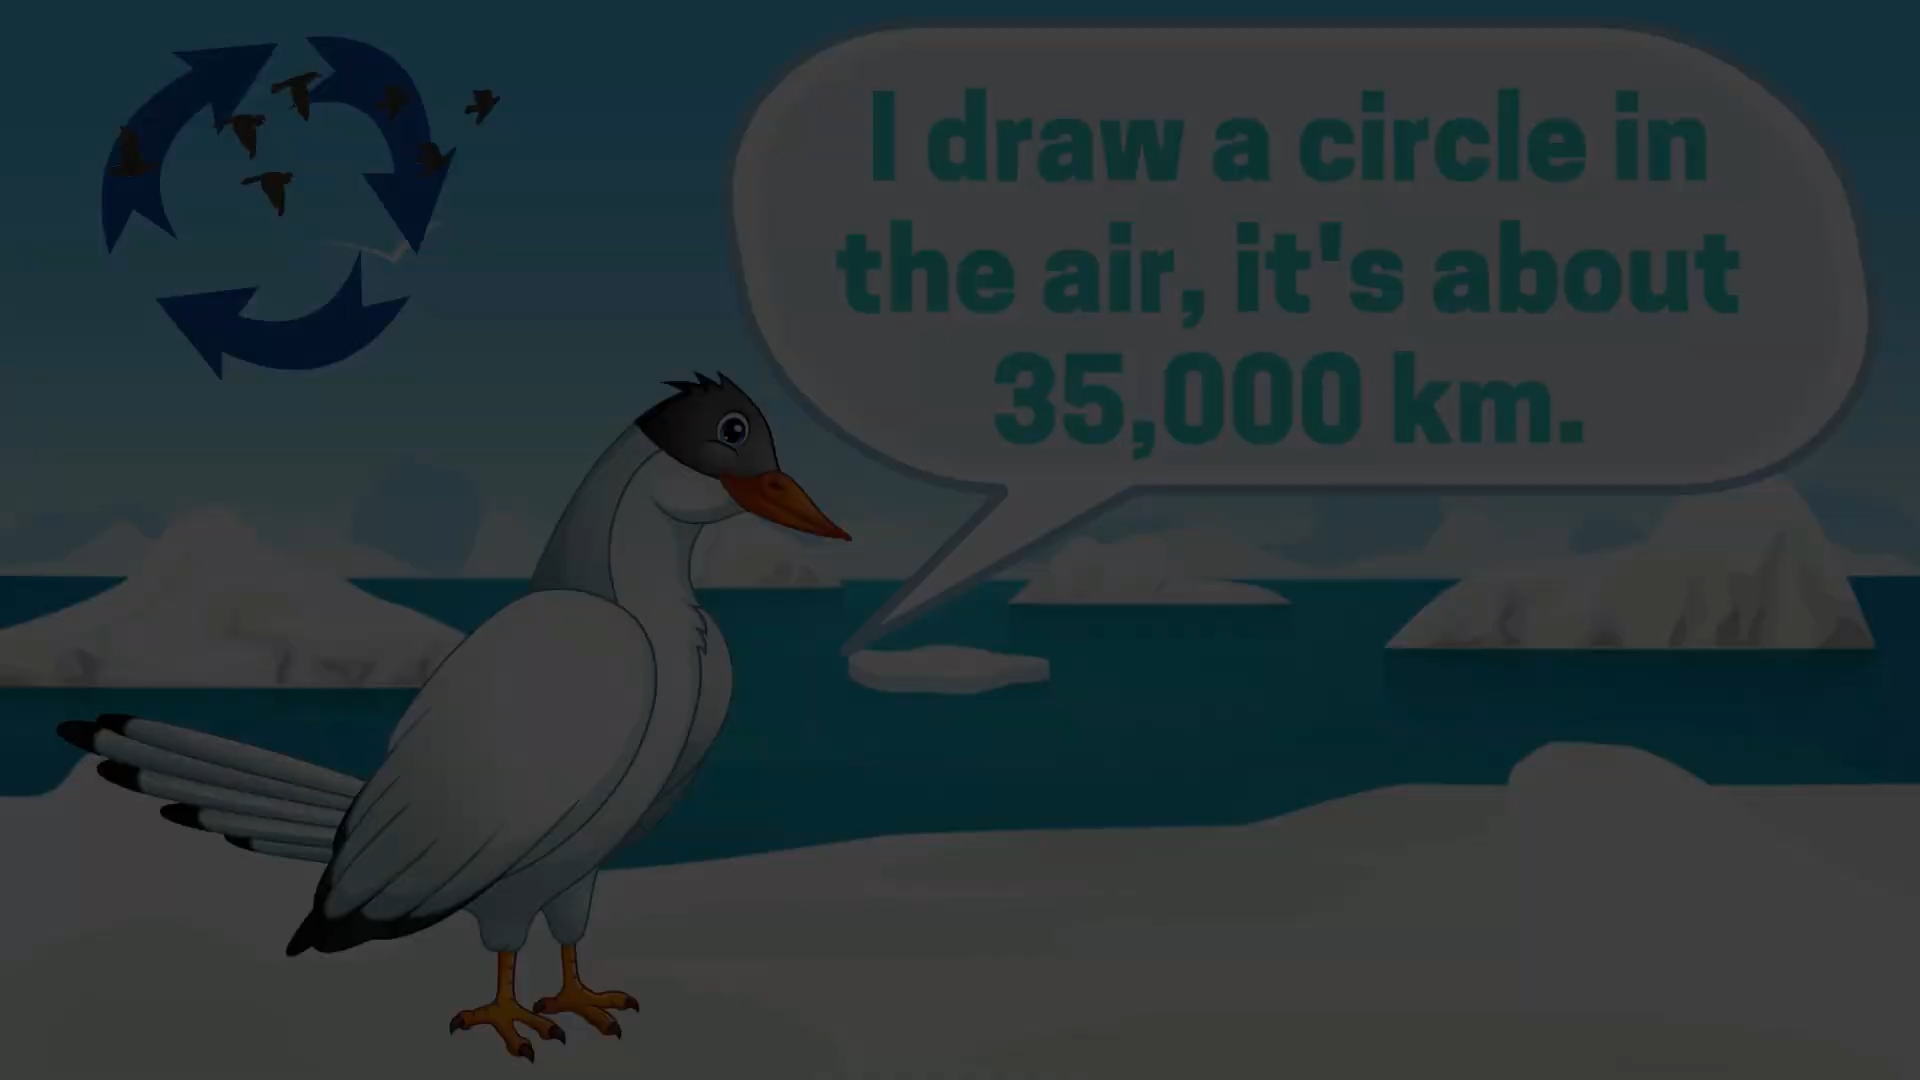 I draw a circle in
the air, it's about
35,000 km.